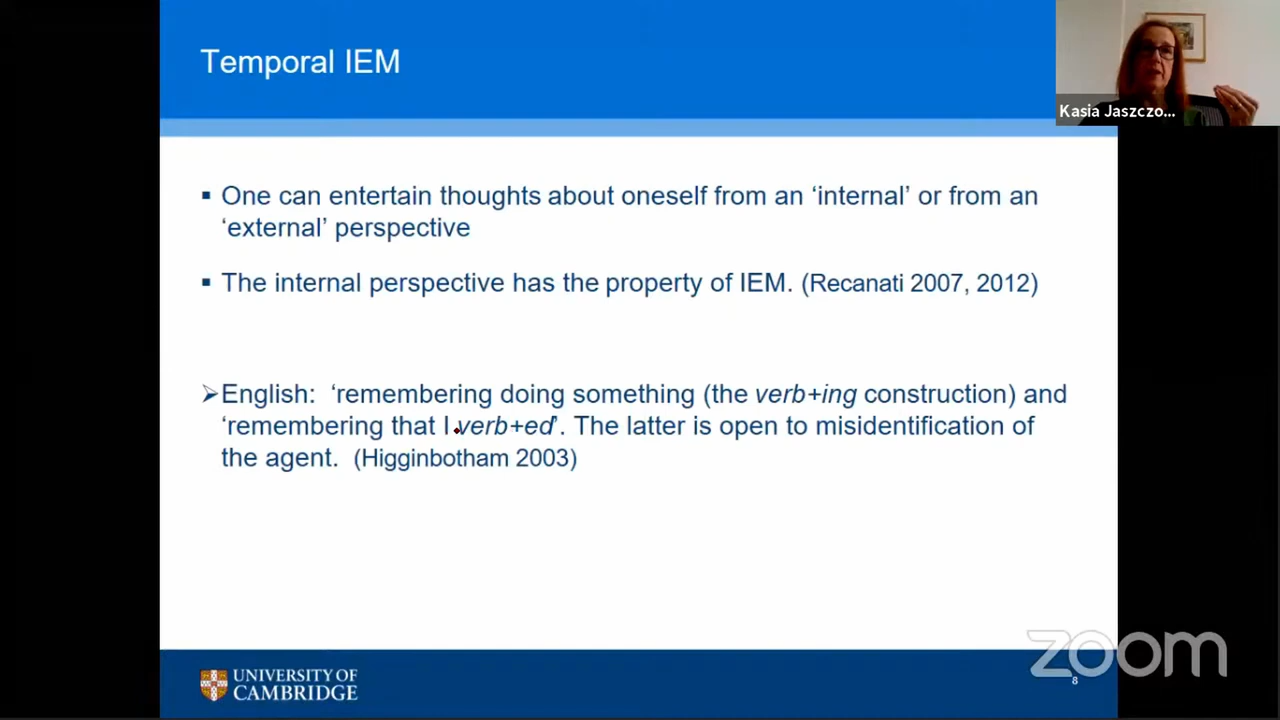 Temporal IEM
Kasia Jaszczo...
▪ One can entertain thoughts about oneself from an ‘internal’ or from an
‘external’ perspective
▪ The internal perspective has the property of IEM. (Recanati 2007, 2012)
➢English: ‘remembering doing something (the verb+ing construction) and
‘remembering that I verb+ed’. The latter is open to misidentification of
the agent. (Higginbotham 2003)
UNIVERSITY OF
CAMBRIDGE
zoom
8